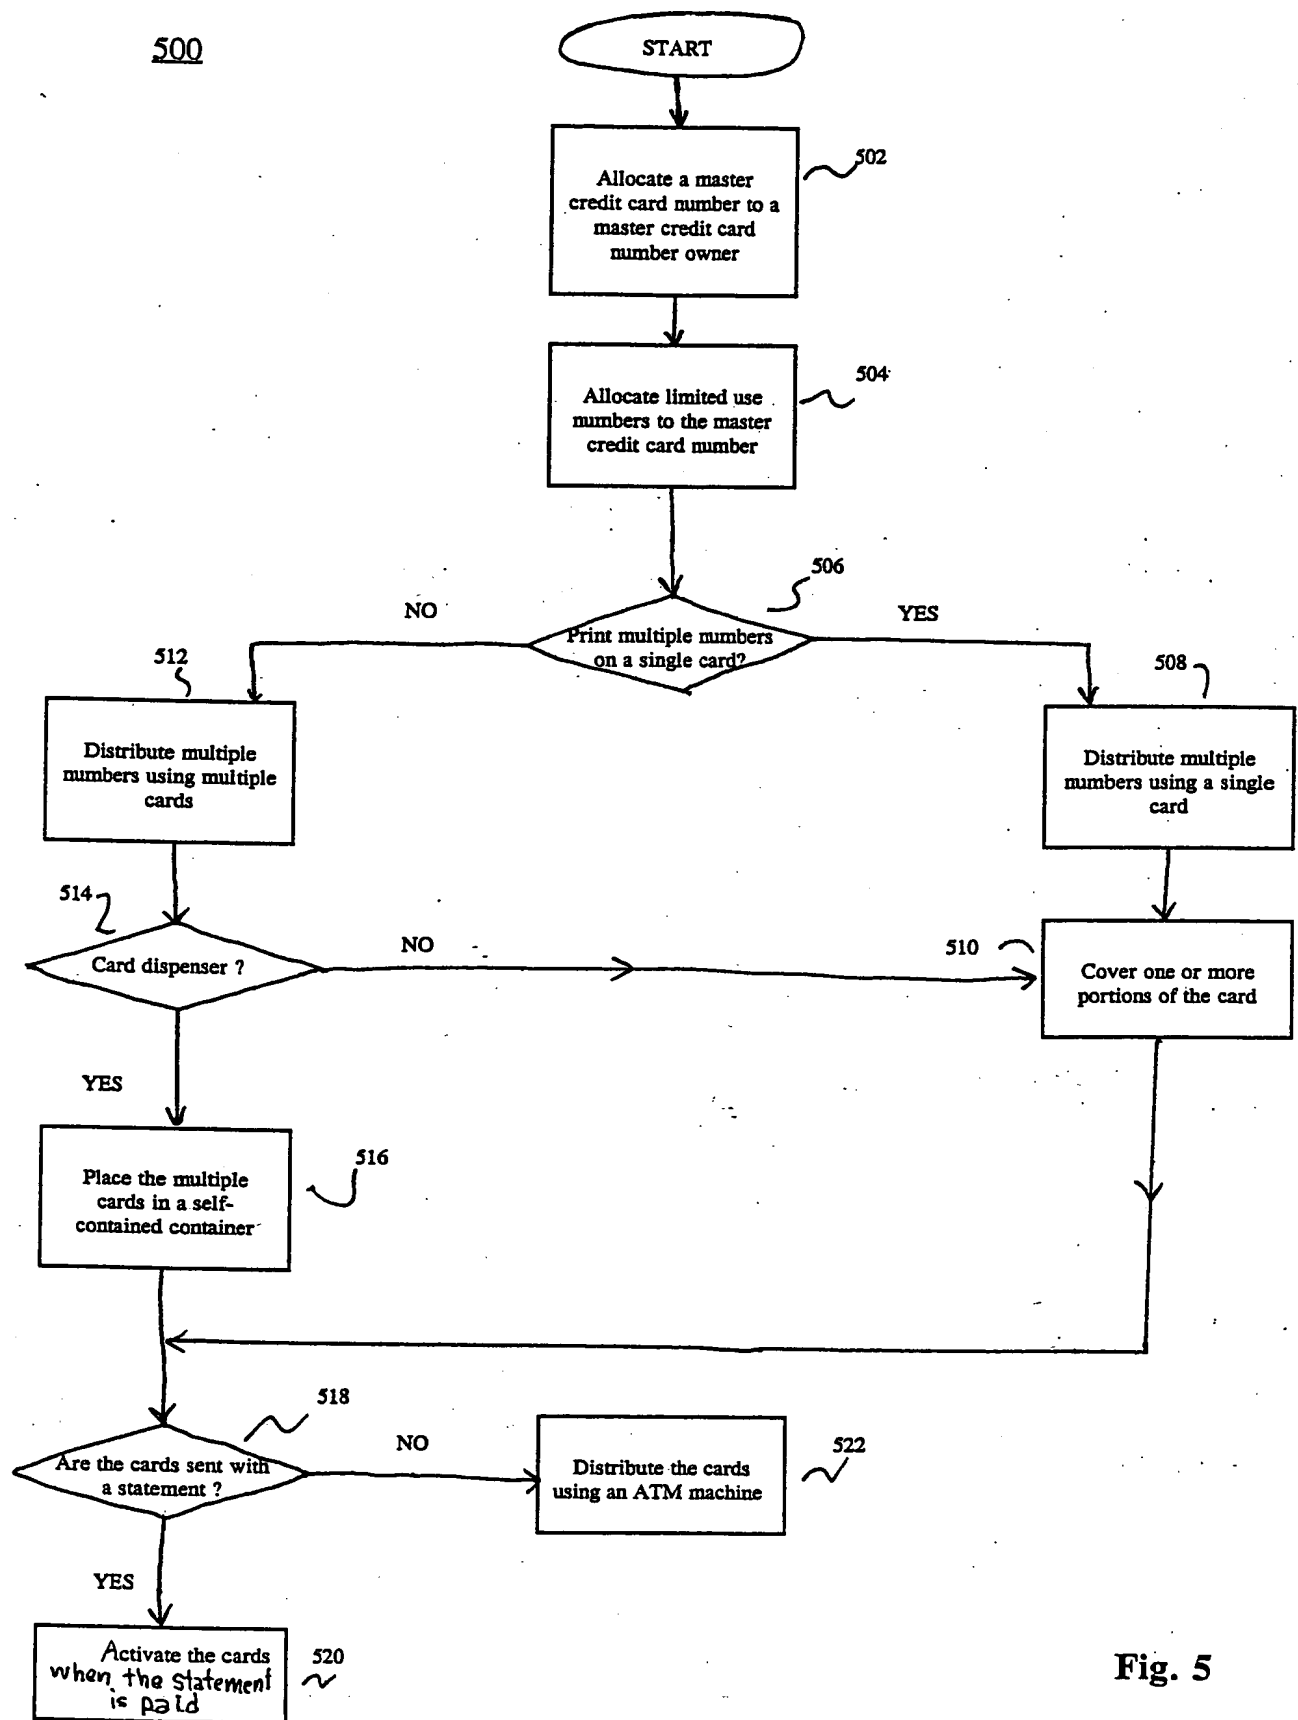 500
START
502
Allocate a master
credit card number to a
master credit card
number owner
504
Allocate limited use
numbers to the master
credit card number
506
NO
YES
Print multiple numbers
on a single card?
512
508
Distribute multiple
numbers using multiple
cards
Distribute multiple
numbers using a single
card
514
NO
510
Card dispenser ?
Cover one or more
portions of the card
YES
516
Place the multiple
cards in a self-
contained container
518
NO
522
Are the cards sent with
a statement ?
Distribute the cards
using an ATM machine
YES
520
Activate the cards
when the statement
is paid
Fig. 5